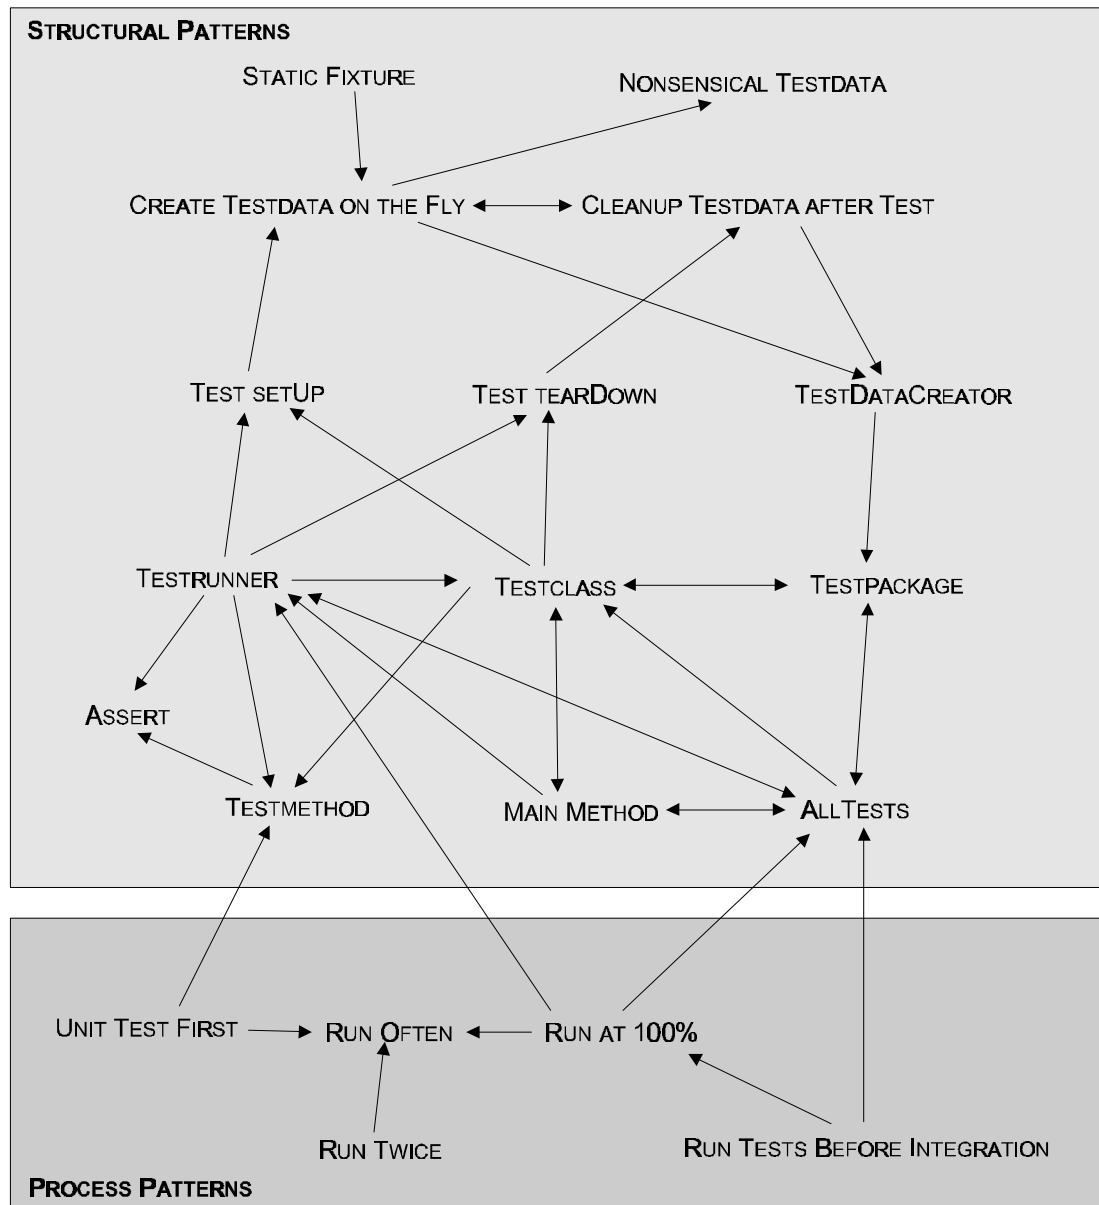 STRUCTURAL PATTERNS
STATIC FIXTURE
NONSENSICAL TESTDATA
CREATE TESTDATA ON THE FLY
CLEANUP TESTDATA AFTER TEST
TEST SETUP
TEST TEARDOWN
TESTDATACREATOR
TESTRUNNER
TESTCLASS
TESTPACKAGE
ASSERT
TESTMETHOD
MAIN METHOD
ALLTESTS
UNIT TEST FIRST
RUN OFTEN
RUN AT 100%
RUN TWICE
RUN TESTS BEFORE INTEGRATION
PROCESS PATTERNS